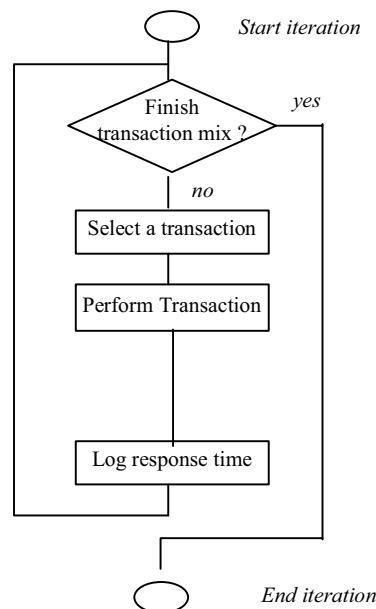 Start iteration
Finish
transaction mix ?
yes
no
Select a transaction
Perform Transaction
Log response time
End iteration